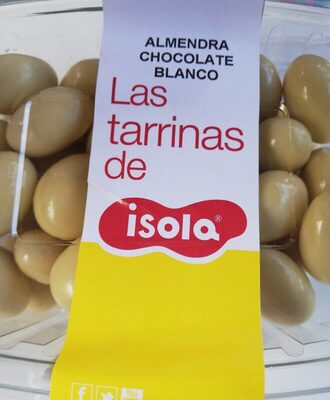 ALMENDRA
CHOCOLATE
BLANCO
Las
tarrinas
de
isola®